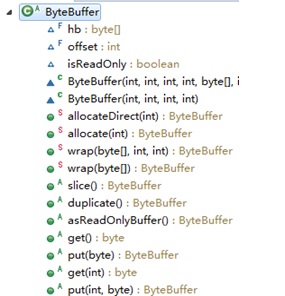 ByteBuffer
hb : byte[]
offset : int
isReadOnly : boolean
ByteBuffer(int, int, int, int, byte[], i
ByteBuffer(int, int, int, int)
allocateDirect(int) : ByteBuffer
allocate(int) : ByteBuffer
wrap(byte[], int, int) : ByteBuffer
wrap(byte[]) : ByteBuffer
slice() : ByteBuffer
duplicate() : ByteBuffer
asReadOnlyBuffer() : ByteBuffer
get() : byte
put(byte) : ByteBuffer
get(int) : byte
put(int, byte) : ByteBuffer